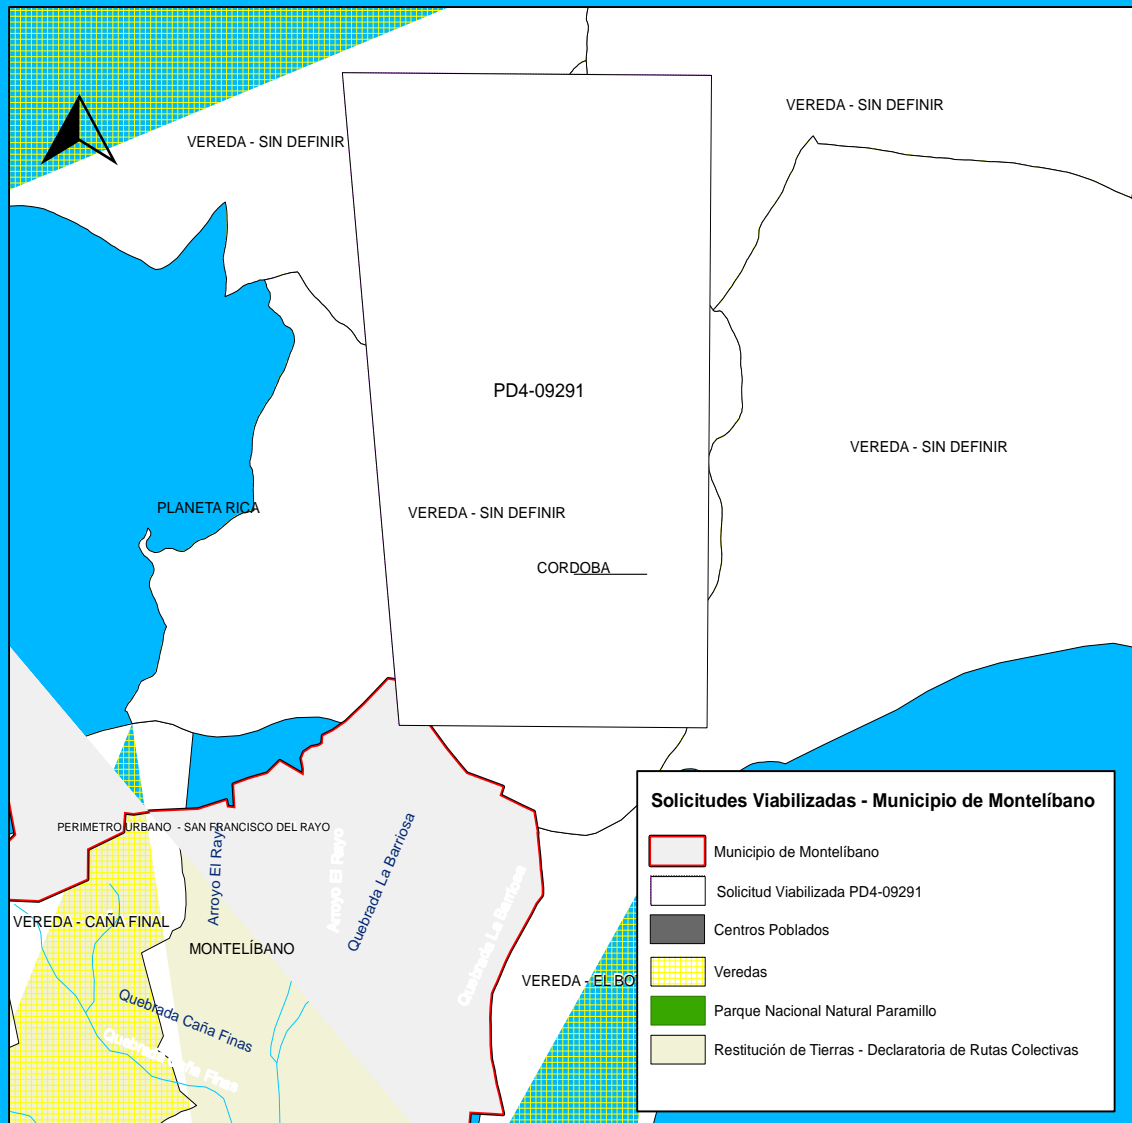 VEREDA - SIN DEFINIR
VEREDA - SIN DEFINIR
PD4-09291
VEREDA - SIN DEFINIR
PLANETA RICA
VEREDA - SIN DEFINIR
CORDOBA
PERIMETRO URBANO - SAN FRANCISCO DEL RAYO
Arroyo El Rayo
Arroyo El Rayo
Quebrada La Barriosa
Quebrada La Barriosa
VEREDA - CAÑA FINAL
MONTELÍBANO
VEREDA - EL BO
Quebrada Caña Finas
Quebrada Caña Finas
Solicitudes Viabilizadas - Municipio de Montelíbano
Municipio de Montelíbano
Solicitud Viabilizada PD4-09291
Centros Poblados
Veredas
Parque Nacional Natural Paramillo
Restitución de Tierras - Declaratoria de Rutas Colectivas